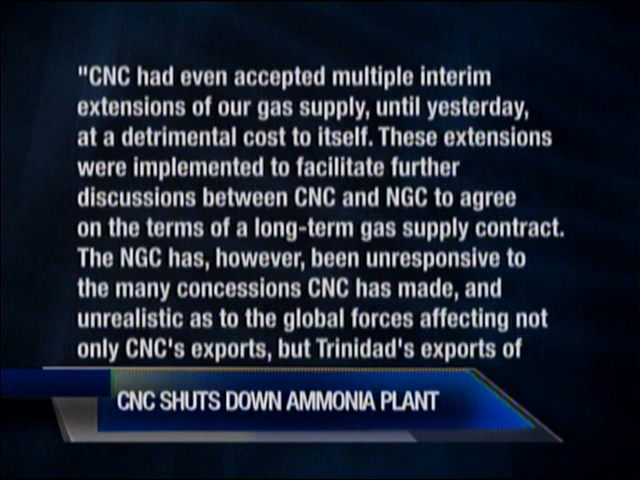 "CNC had even accepted multiple interim
extensions of our gas supply, until yesterday,
at a detrimental cost to itself. These extensions
were implemented to facilitate further
discussions between CNC and NGC to agree
on the terms of a long-term gas supply contract.
The NGC has, however, been unresponsive to
the many concessions CNC has made, and
unrealistic as to the global forces affecting not
only CNC's exports, but Trinidad's exports of
CNC SHUTS DOWN AMMONIA PLANT